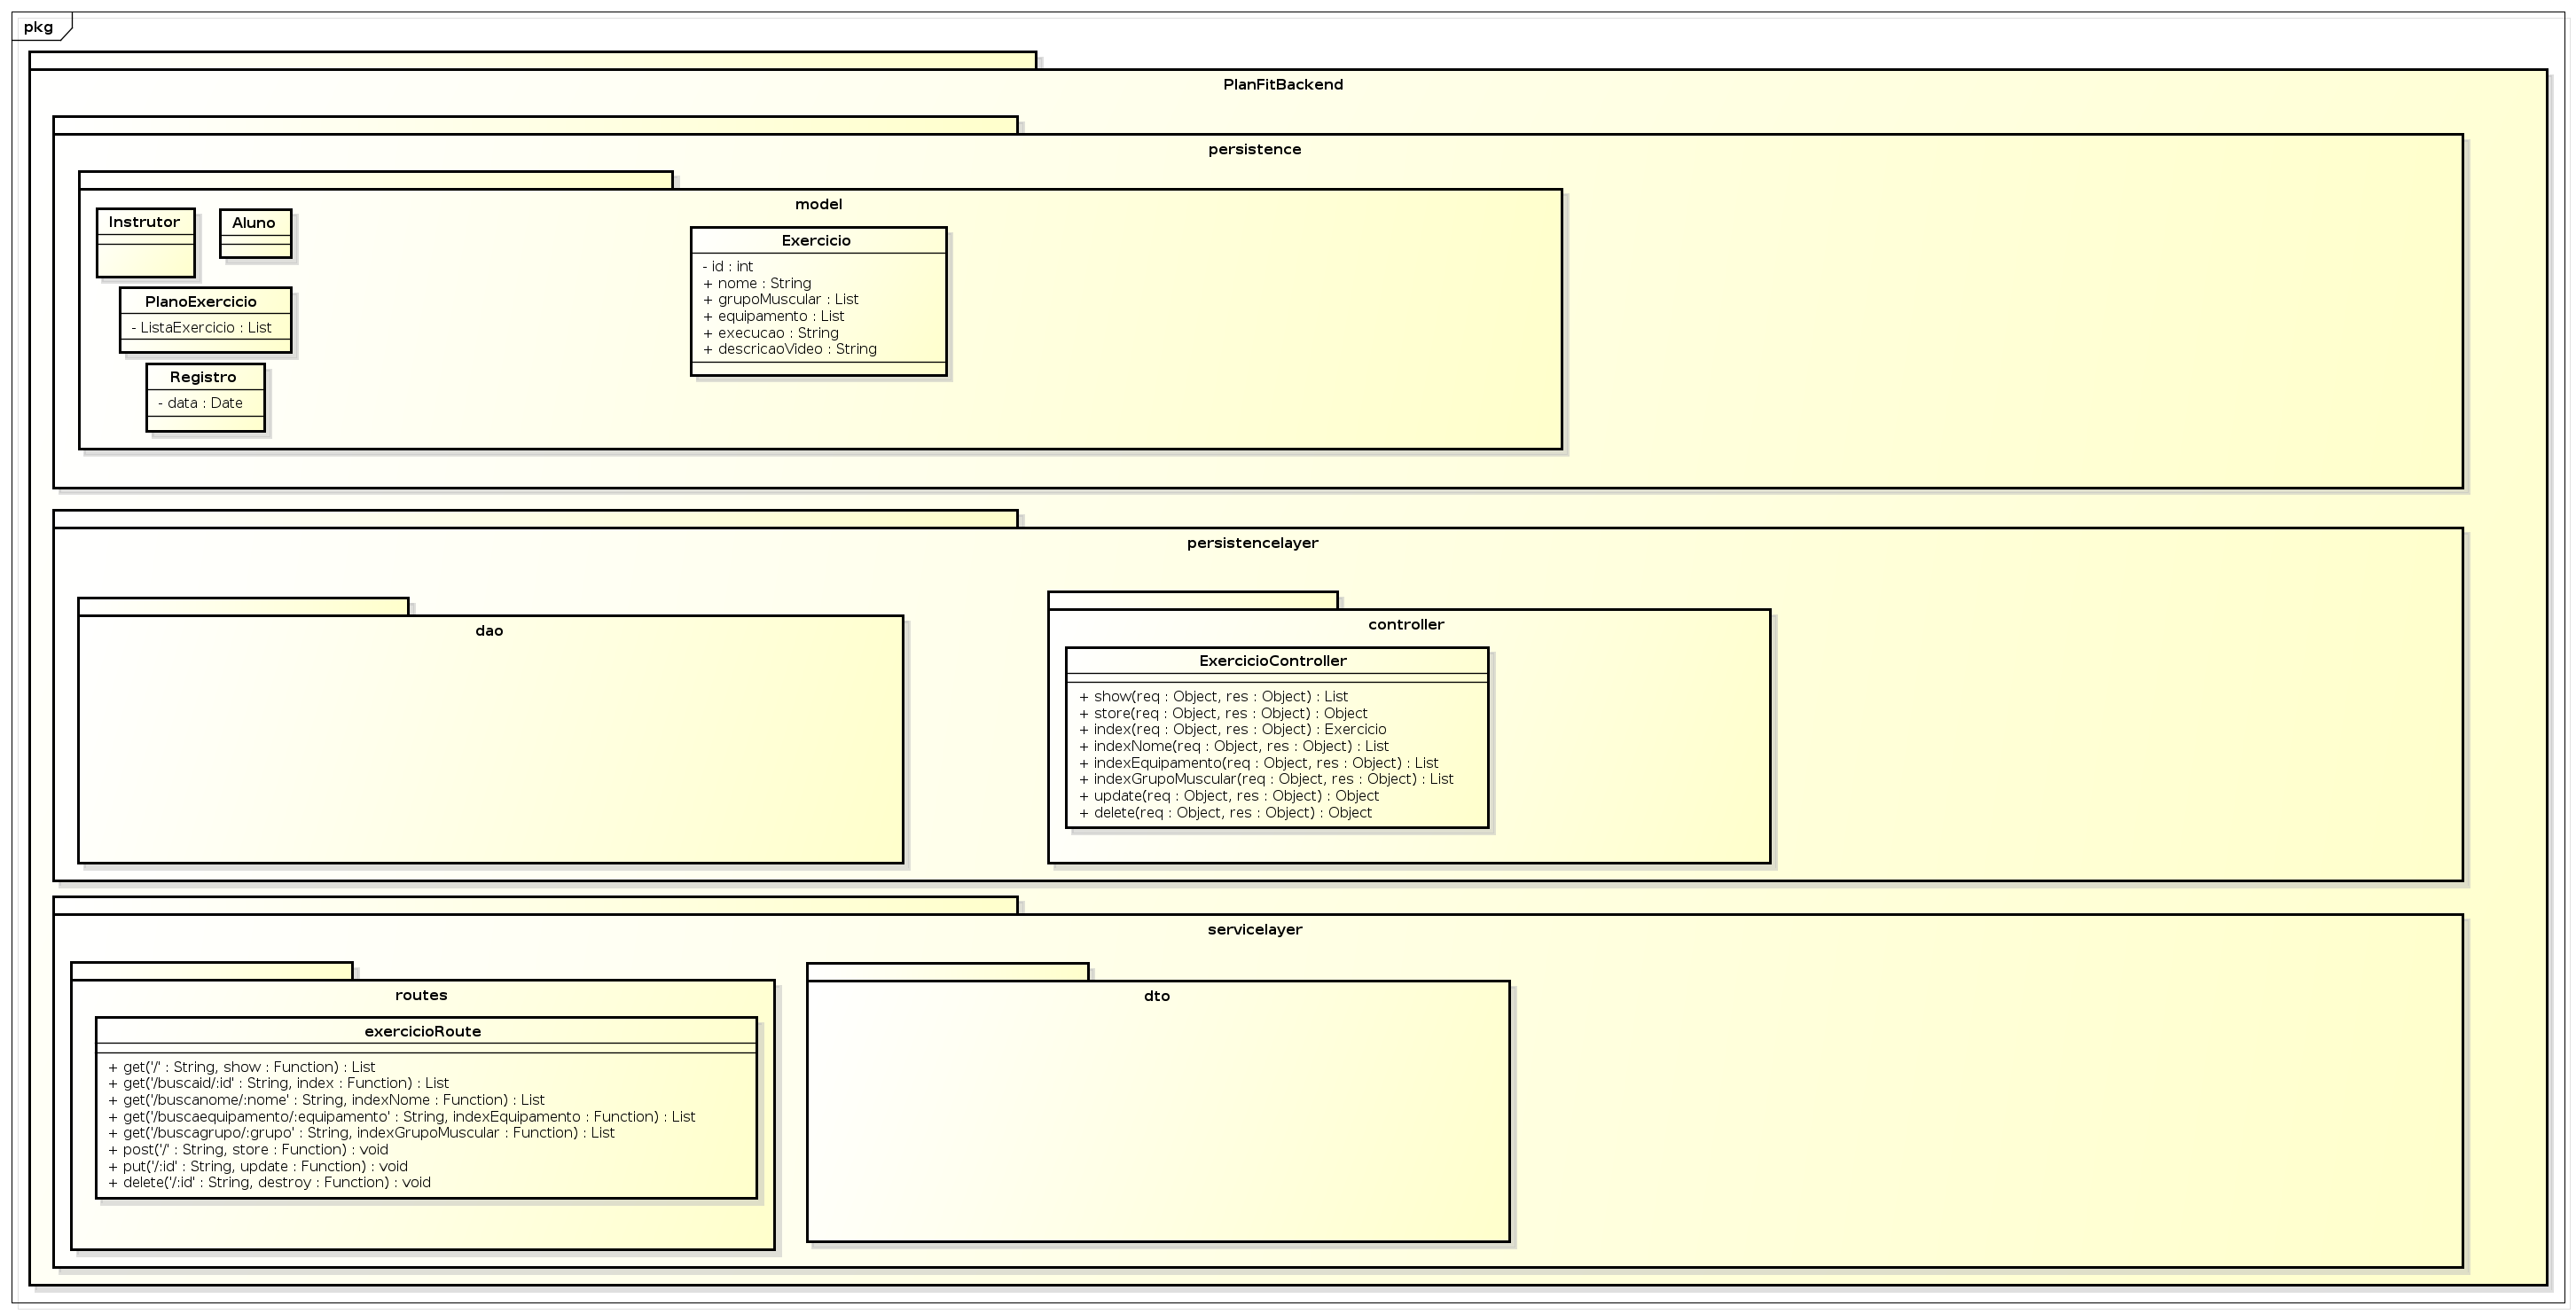 pkg
PlanFitBackend
persistence
model
Instrutor
Aluno
PlanoExercicio
- ListaExercicio : List
Registro
- data : Date
Exercicio
- id : int
+ nome : String
+ grupoMuscular : List
+ equipamento : List
+ execucao : String
+ descricaoVideo : String
persistencelayer
dao
controller
ExercicioController
+ show(req : Object, res : Object) : List
+ store(req : Object, res : Object) : Object
+ index(req : Object, res : Object) : Exercicio
+ indexNome(req : Object, res : Object) : List
+ indexEquipamento(req : Object, res : Object) : List
+ indexGrupoMuscular(req : Object, res : Object) : List
+ update(req : Object, res : Object) : Object
+ delete(req : Object, res : Object) : Object
servicelayer
routes
exercicioRoute
+ get('/' : String, show : Function) : List
+ get('/buscaid/:id' : String, index : Function) : List
+ get('/buscanome/:nome' : String, indexNome : Function) : List
+ get('/buscaequipamento/:equipamento' : String, indexEquipamento : Function) : List
+ get('/buscagrupo/:grupo' : String, indexGrupoMuscular : Function) : List
+ post('/' : String, store : Function) : void
+ put('/:id' : String, update : Function) : void
+ delete('/:id' : String, destroy : Function) : void
dto